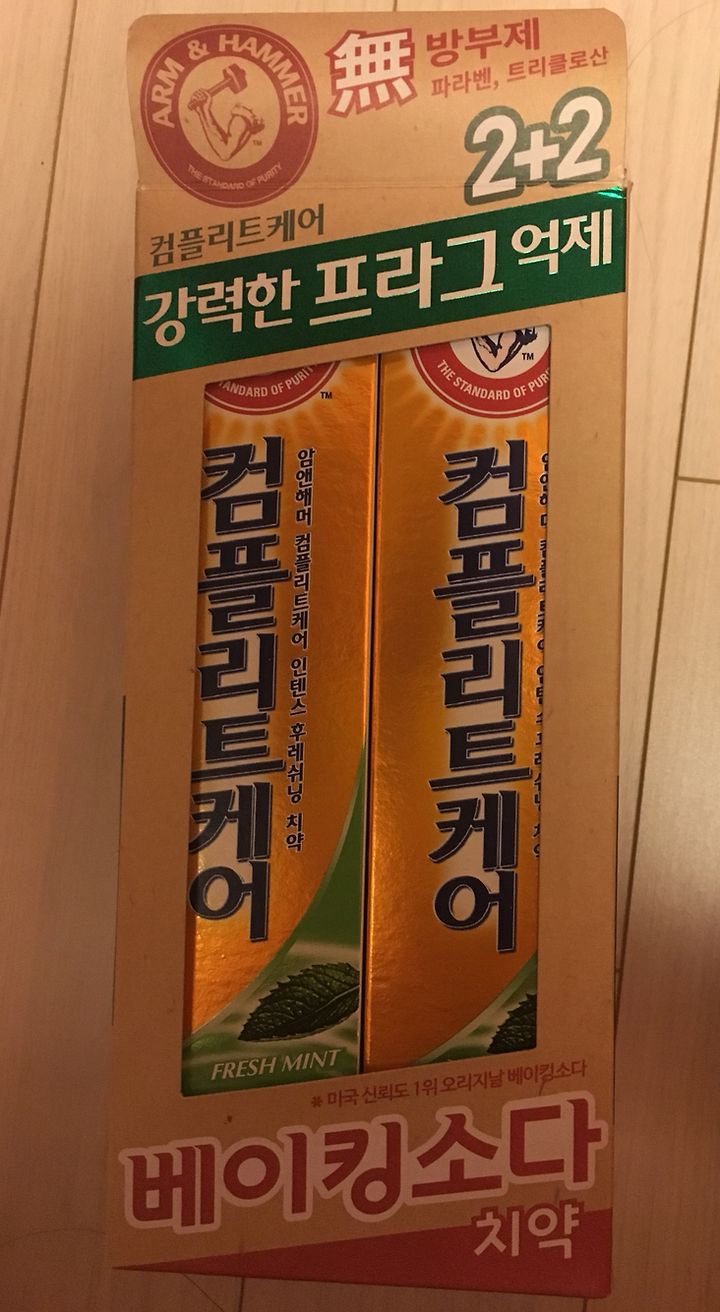 ARM & HAMMER
THE STANDARD OF PURITY
TM
無 방부제
파라벤, 트리클로산
2+2
컴플리트케어
강력한 프라그 억제
STANDARD OF PURI
TM
컴플리트케어
암앤해머 컴플리트케어 인텐스 후레쉬닝 치약
FRESH MINT
TM
THE STANDARD OF PUR
컴플리트케어
* 미국 신뢰도 1위 오리지날 베이킹소다
베이킹소다
치약